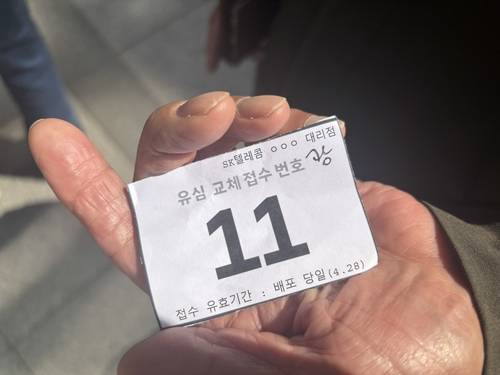 SK텔레콤 ㅇㅇㅇ 대리점
유심 교체 접수 번호
11
접수 유효기간 : 배포 당일(4.28)